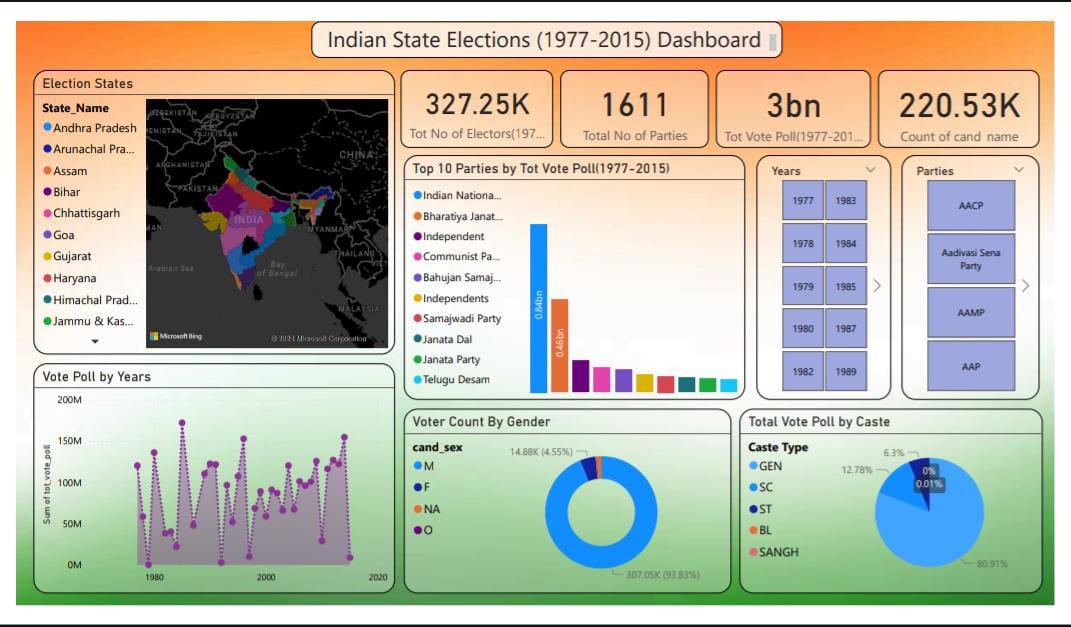 Indian State Elections (1977-2015) Dashboard
Election States
State_Name
Andhra Pradesh
Arunachal Pra...
Assam
Bihar
Chhattisgarh
Goa
Gujarat
Haryana
Himachal Prad...
Jammu & Kas...
KYRGYZSTAN
TAJIKISTAN
AFGHANISTAN
CHINA
PAKISTAN
INDIA
MYANMAR
THAILAND
Arabian Sea
Bay
of Bengal
MALAYSIA
Microsoft Bing
© 2024 Microsoft Corporation
327.25K
Tot No of Electors(197...
1611
Total No of Parties
3bn
Tot Vote Poll(1977-201...
220.53K
Count of cand name
Top 10 Parties by Tot Vote Poll(1977-2015)
Indian Nationa...
Bharatiya Janat...
Independent
Communist Pa...
Bahujan Samaj...
Independents
Samajwadi Party
Janata Dal
Janata Party
Telugu Desam
0.84bn
0.46bn
Years
1977 1983
1978 1984
1979 1985
1980 1987
1982 1989
Parties
AACP
Aadivasi Sena
Party
AAMP
AAP
Vote Poll by Years
Sum of tot_vote_poll
200M
150M
100M
50M
0M
1980 2000 2020
Voter Count By Gender
cand_sex
M
F
NA
O
14.88K (4.55%)
307.05K (93.83%)
Total Vote Poll by Caste
Caste Type
GEN
SC
ST
BL
SANGH
6.3%
12.78%
0%
0.01%
80.91%